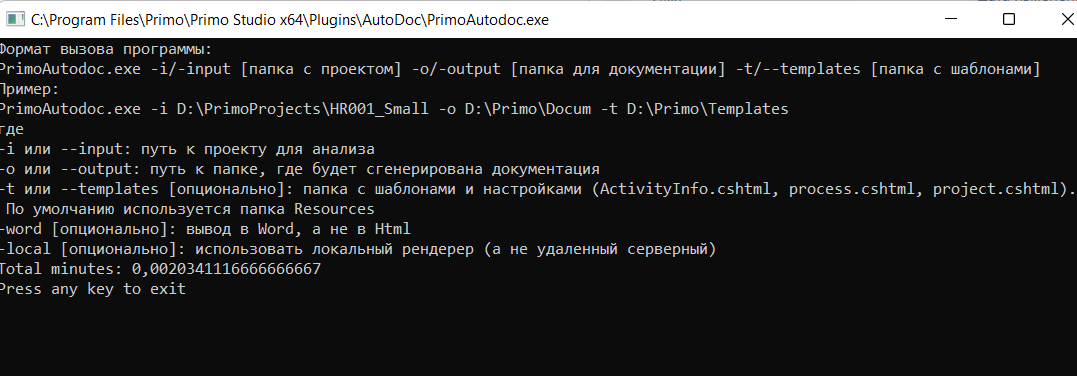 C:\Program Files\Primo\Primo Studio x64\Plugins\AutoDoc\PrimoAutodoc.exe
Формат вызова программы:
PrimoAutodoc.exe -i/-input [папка с проектом] -o/-output [папка для документации] -t/--templates [папка с шаблонами]
Пример:
PrimoAutodoc.exe -i D:\PrimoProjects\HR001_Small -o D:\Primo\Docum -t D:\Primo\Templates
где
-i или --input: путь к проекту для анализа
-o или --output: путь к папке, где будет сгенерирована документация
-t или --templates [опционально]: папка с шаблонами и настройками (ActivityInfo.cshtml, process.cshtml, project.cshtml).
По умолчанию используется папка Resources
-word [опционально]: вывод в Word, а не в Html
-local [опционально]: использовать локальный рендерер (а не удаленный серверный)
Total minutes: 0,0020341116666666667
Press any key to exit